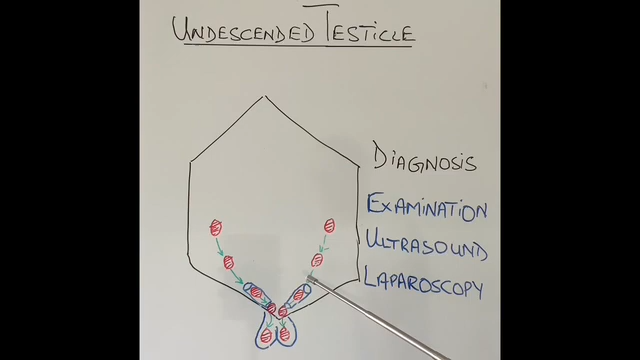 UNDESCENDED TESTICLE
DIAGNOSIS
EXAMINATION
ULTRASOUND
LAPAROSCOPY